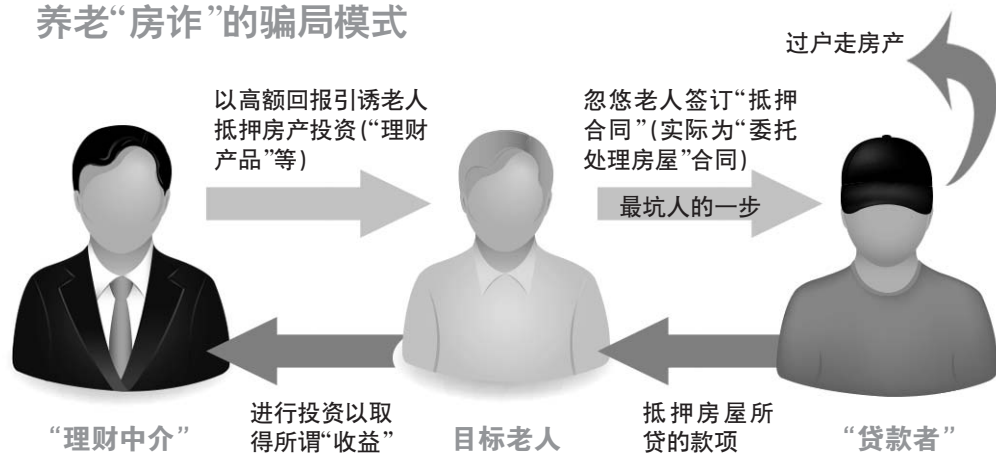 养老“房诈”的骗局模式
过户走房产
以高额回报引诱老人
抵押房产投资(“理财
产品”等)
忽悠老人签订“抵押
合同”(实际为“委托
处理房屋”合同)
最坑人的一步
进行投资以取
得所谓“收益”
抵押房屋所
贷的款项
“理财中介”
目标老人
“贷款者”